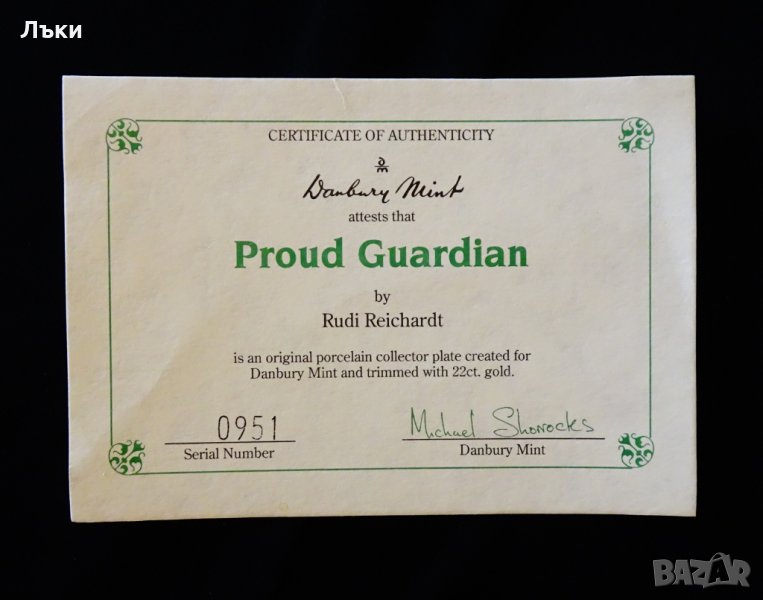 Лъки
CERTIFICATE OF AUTHENTICITY
Danbury Mint
attests that
Proud Guardian
by
Rudi Reichardt
is an original porcelain collector plate created for
Danbury Mint and trimmed with 22ct. gold.
0951
Serial Number
Michael Shorrocks
Danbury Mint
BAZAR